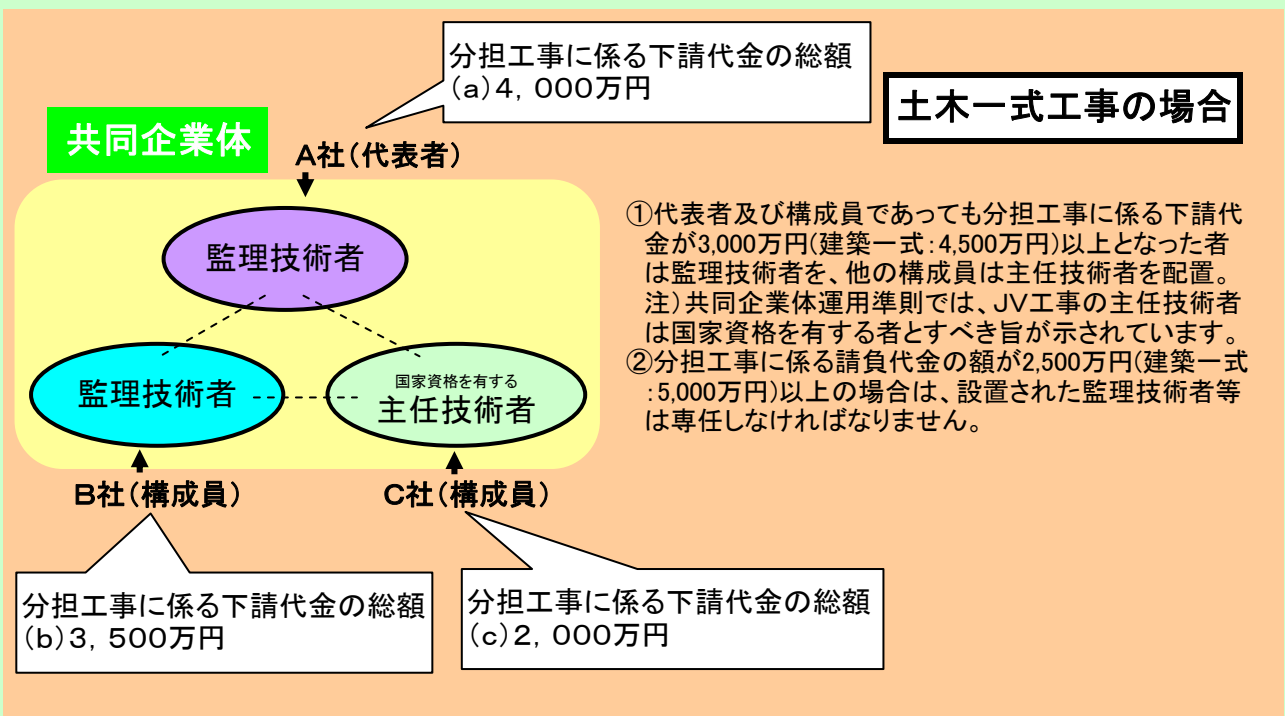 分担工事に係る下請代金の総額
(a)4，000万円
土木一式工事の場合
共同企業体
A社(代表者)
監理技術者
監理技術者
国家資格を有する
主任技術者
B社(構成員)
C社(構成員)
分担工事に係る下請代金の総額
(b)3，500万円
分担工事に係る下請代金の総額
(c)2，000万円
①代表者及び構成員であっても分担工事に係る下請代
金が3,000万円(建築一式:4,500万円)以上となった者
は監理技術者を、他の構成員は主任技術者を配置。
注)共同企業体運用準則では、JV工事の主任技術者
は国家資格を有する者とすべき旨が示されています。
②分担工事に係る請負代金の額が2,500万円(建築一式
:5,000万円)以上の場合は、設置された監理技術者等
は専任しなければなりません。